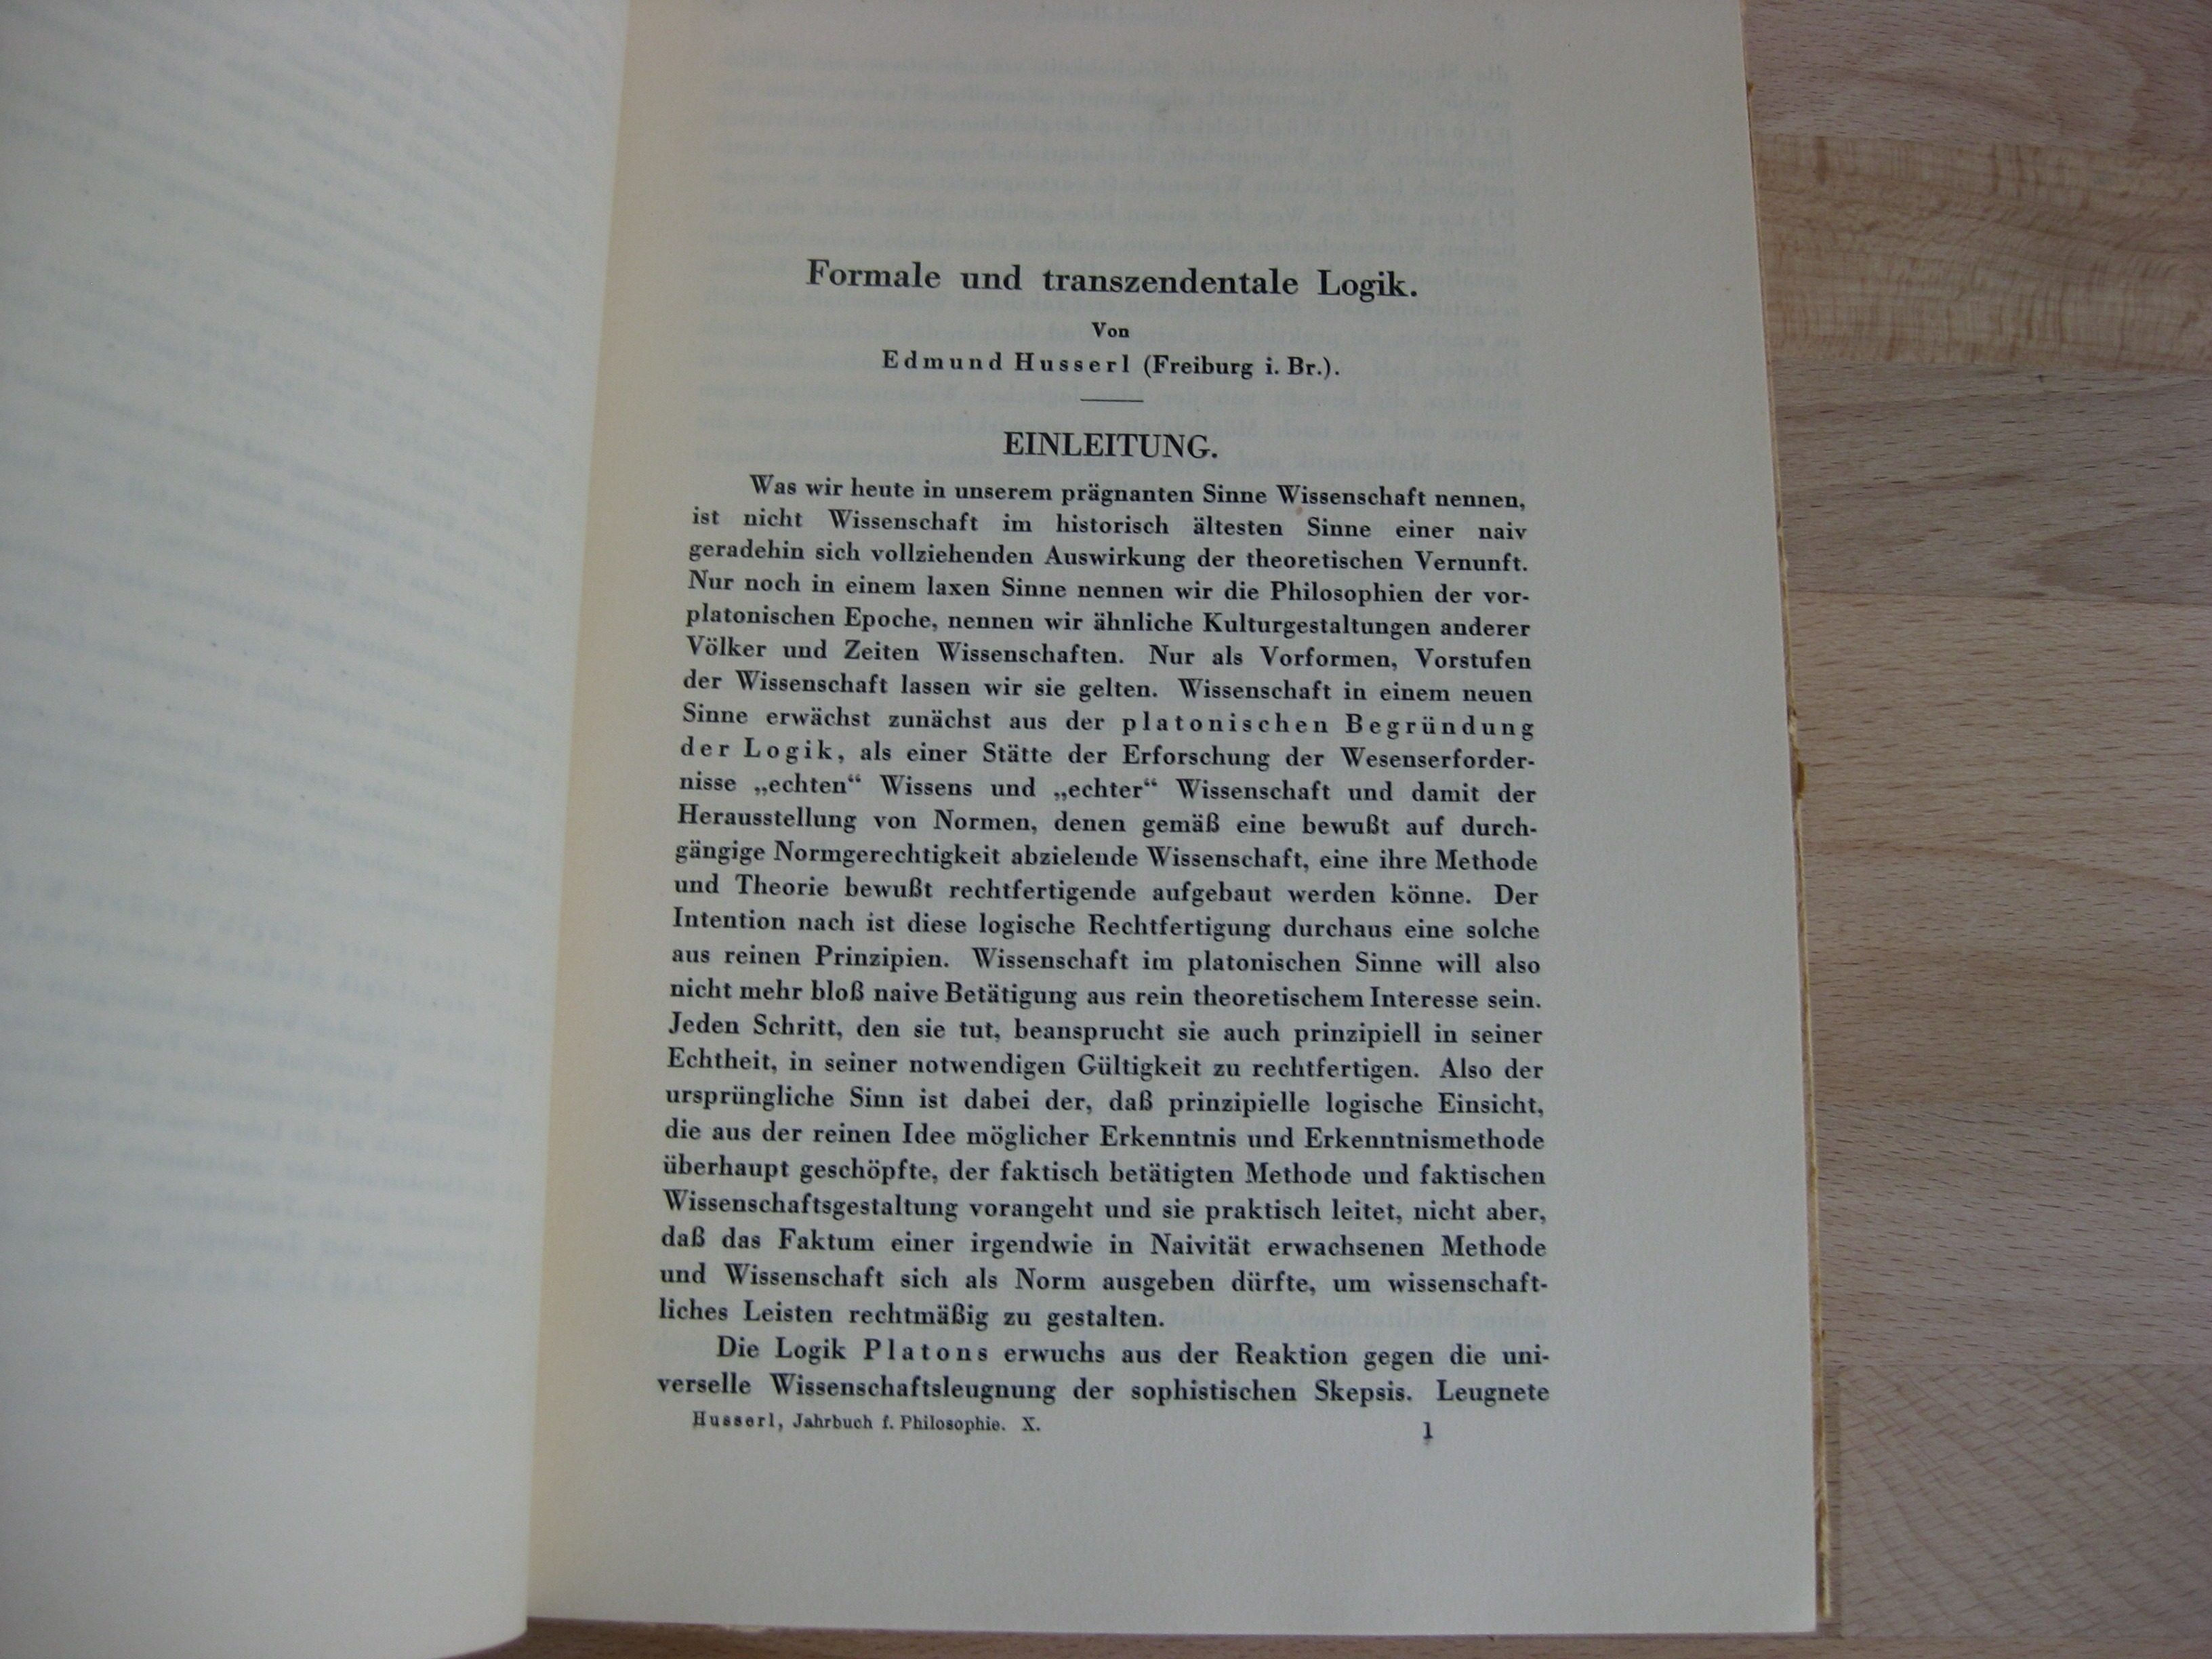 Formale und transzendentale Logik.
Von
Edmund Husserl (Freiburg i. Br.).
EINLEITUNG.
Was wir heute in unserem prägnanten Sinne Wissenschaft nennen,
ist nicht Wissenschaft im historisch ältesten Sinne einer naiv
geradehin sich vollziehenden Auswirkung der theoretischen Vernunft.
Nur noch in einem laxen Sinne nennen wir die Philosophien der vor-
platonischen Epoche, nennen wir ähnliche Kulturgestaltungen anderer
Völker und Zeiten Wissenschaften. Nur als Vorformen, Vorstufen
der Wissenschaft lassen wir sie gelten. Wissenschaft in einem neuen
Sinne erwächst zunächst aus der platonischen Begründung
der Logik, als einer Stätte der Erforschung der Wesenserforder-
nisse „echten“ Wissens und „echter“ Wissenschaft und damit der
Herausstellung von Normen, denen gemäß eine bewußt auf durch-
gängige Normgerechtigkeit abzielende Wissenschaft, eine ihre Methode
und Theorie bewußt rechtfertigende aufgebaut werden könne. Der
Intention nach ist diese logische Rechtfertigung durchaus eine solche
aus reinen Prinzipien. Wissenschaft im platonischen Sinne will also
nicht mehr bloß naive Betätigung aus rein theoretischem Interesse sein.
Jeden Schritt, den sie tut, beansprucht sie auch prinzipiell in seiner
Echtheit, in seiner notwendigen Gültigkeit zu rechtfertigen. Also der
ursprüngliche Sinn ist dabei der, daß prinzipielle logische Einsicht,
die aus der reinen Idee möglicher Erkenntnis und Erkenntnismethode
überhaupt geschöpfte, der faktisch betätigten Methode und faktischen
Wissenschaftsgestaltung vorangeht und sie praktisch leitet, nicht aber,
daß das Faktum einer irgendwie in Naivität erwachsenen Methode
und Wissenschaft sich als Norm ausgeben dürfte, um wissenschaft-
liches Leisten rechtmäßig zu gestalten.
Die Logik Platons erwuchs aus der Reaktion gegen die uni-
verselle Wissenschaftsleugnung der sophistischen Skepsis. Leugnete
Husserl, Jahrbuch f. Philosophie. X.
1